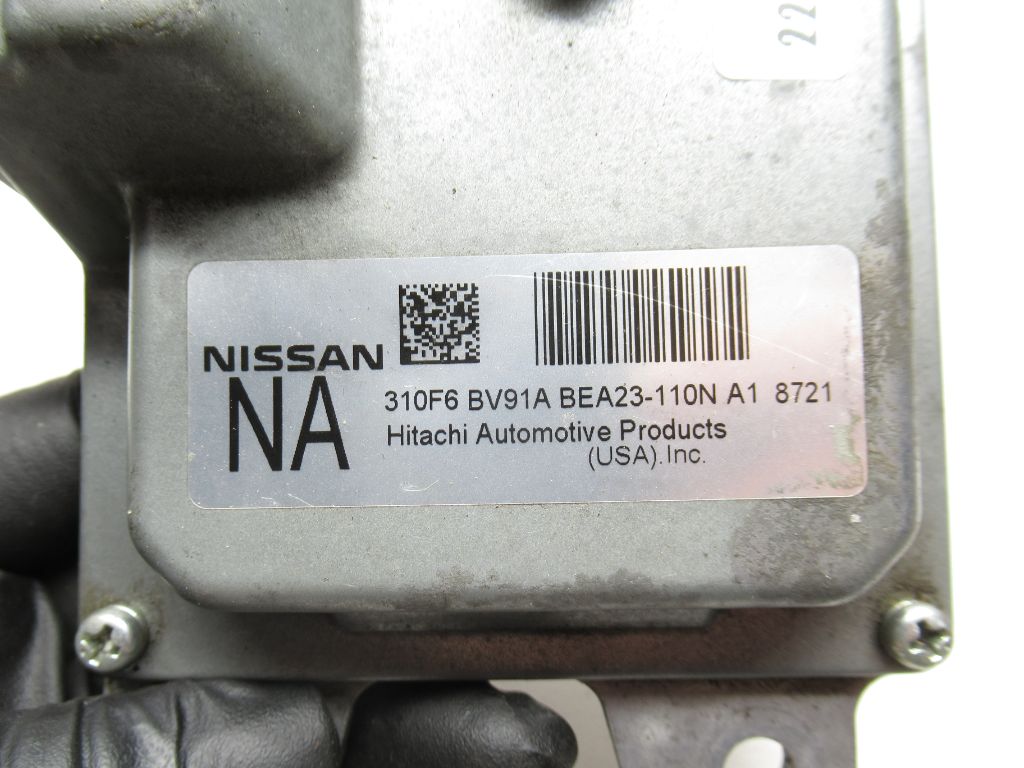 22
NISSAN
NA
310F6 BV91A BEA23-110N A1 8721
Hitachi Automotive Products
(USA).Inc.